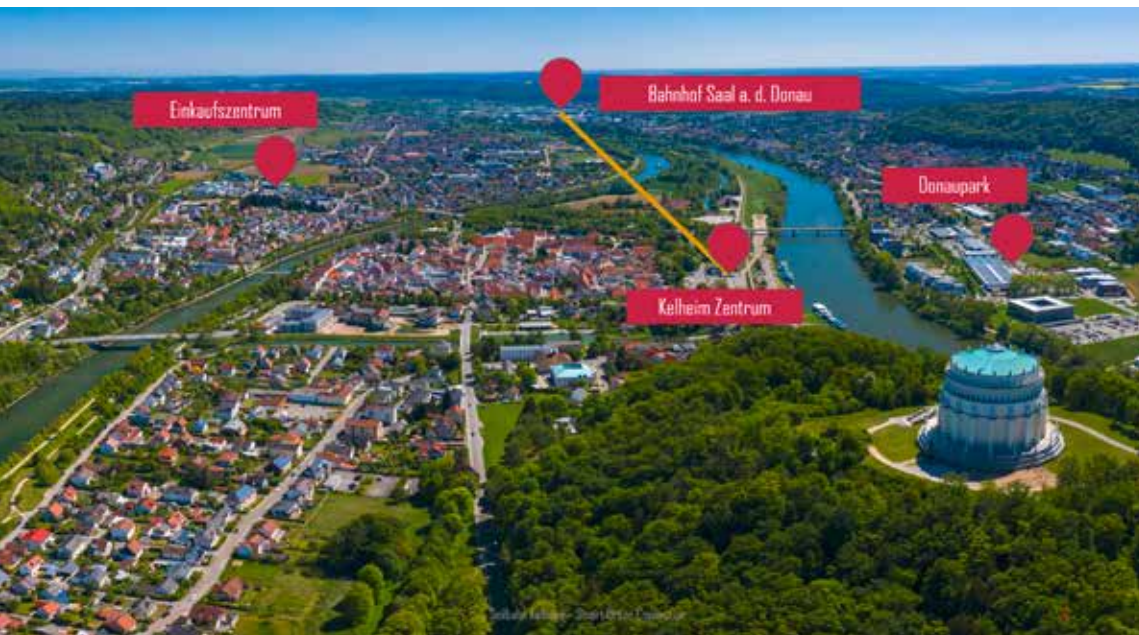 Bahnhof Saal a. d. Donau
Einkaufszentrum
Donaupark
Kelheim Zentrum